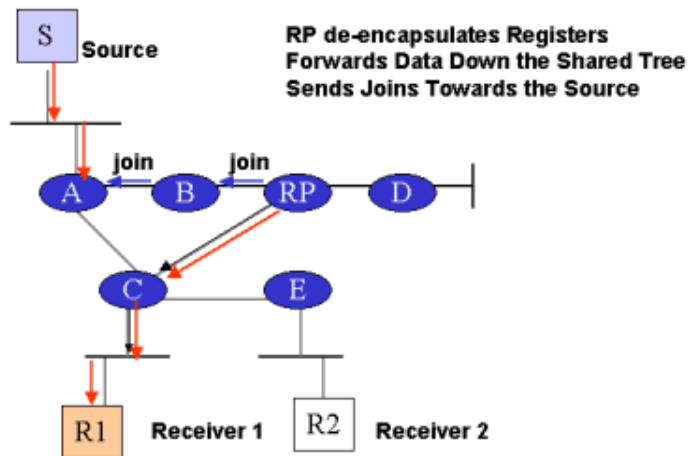 S
Source
RP de-encapsulates Registers
Forwards Data Down the Shared Tree
Sends Joins Towards the Source
join
join
A
B
RP
D
C
E
R1
Receiver 1
R2
Receiver 2